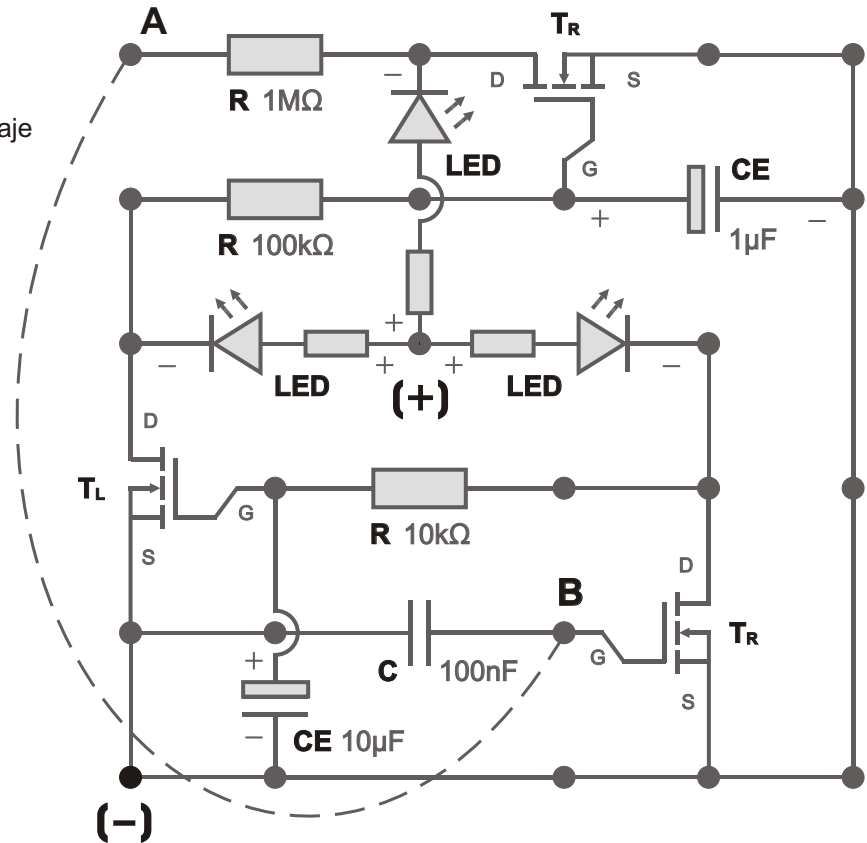 A
TR
D
S
R 1MΩ
−
aje
LED
G
CE
R 100kΩ
+
−
1µF
+
−
+
+
−
LED
(+)
LED
D
TL
G
S
R 10kΩ
D
B
TR
+
C
100nF
G
S
−
CE 10µF
(−)